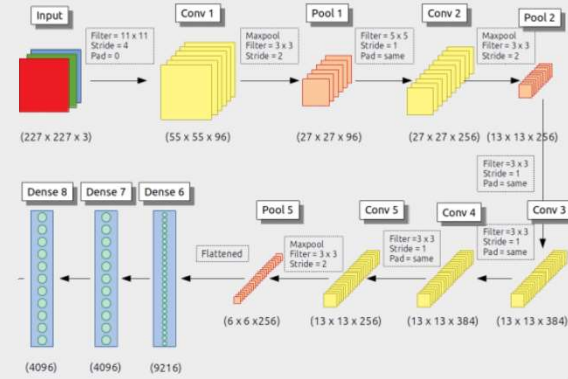 Input
Filter = 11 x 11
Stride = 4
Pad = 0
Conv 1
Maxpool
Filter = 3 x 3
Stride = 2
Pool 1
Filter = 5 x 5
Stride = 1
Pad = same
Conv 2
Maxpool
Filter = 3 x 3
Stride = 2
Pool 2
(227 x 227 x 3)
(55 x 55 x 96)
(27 x 27 x 96)
(27 x 27 x 256)
(13 x 13 x 256)
Filter =3 x 3
Stride = 1
Pad = same
Dense 8
Dense 7
Dense 6
Flattened
Pool 5
Maxpool
Filter = 3 x 3
Stride = 2
Conv 5
Filter =3 x 3
Stride = 1
Pad = same
Conv 4
Filter =3 x 3
Stride = 1
Pad = same
Conv 3
(6 x 6 x256)
(13 x 13 x 256)
(13 x 13 x 384)
(13 x 13 x 384)
(4096)
(4096)
(9216)